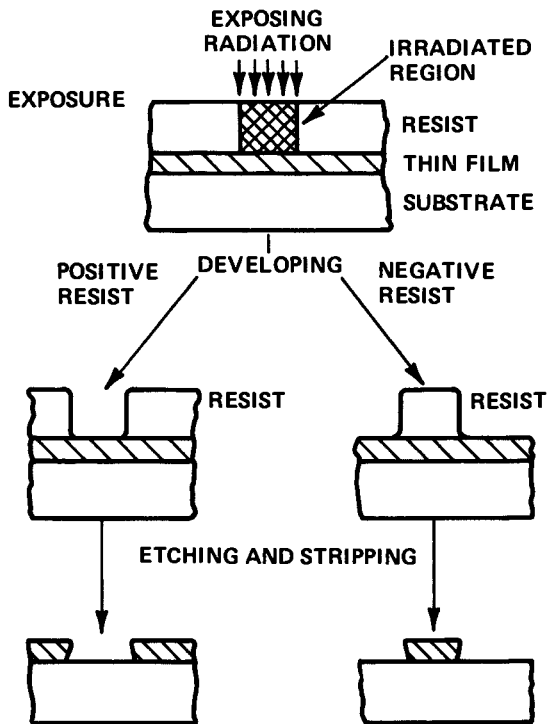 EXPOSING
RADIATION
IRRADIATED
REGION
EXPOSURE
RESIST
THIN FILM
SUBSTRATE
POSITIVE
RESIST
DEVELOPING
NEGATIVE
RESIST
RESIST
RESIST
ETCHING AND STRIPPING